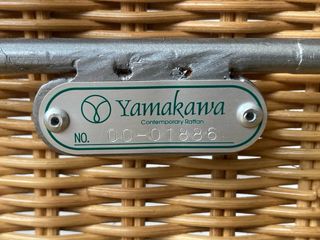 Yamakawa
Contemporary Rattan
NO. 00-01886